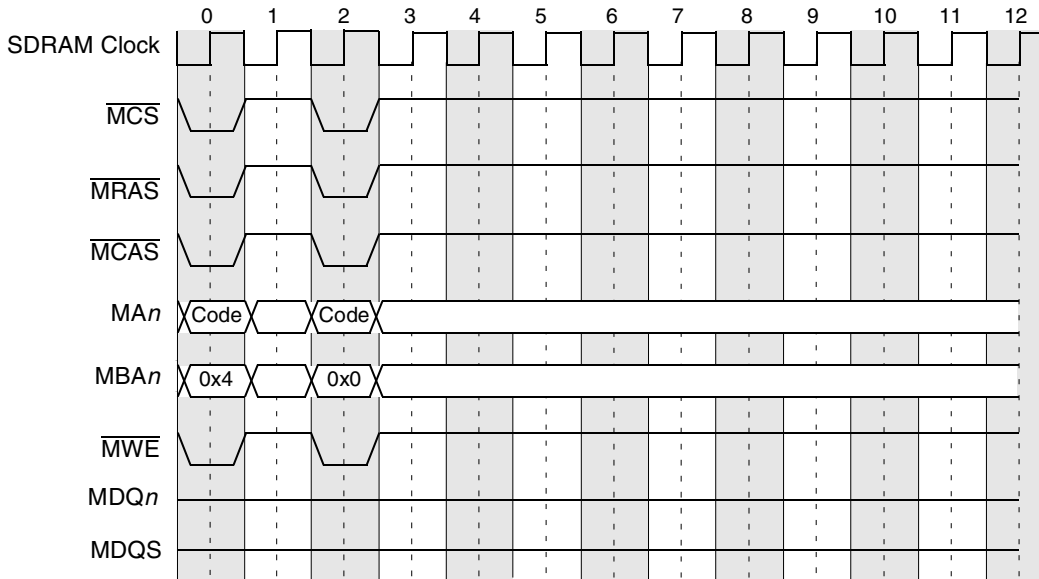 0 1 2 3 4 5 6 7 8 9 10 11 12
SDRAM Clock
MCS
MRAS
MCAS
MAn Code Code
MBAn 0x4 0x0
MWE
MDQn
MDQS